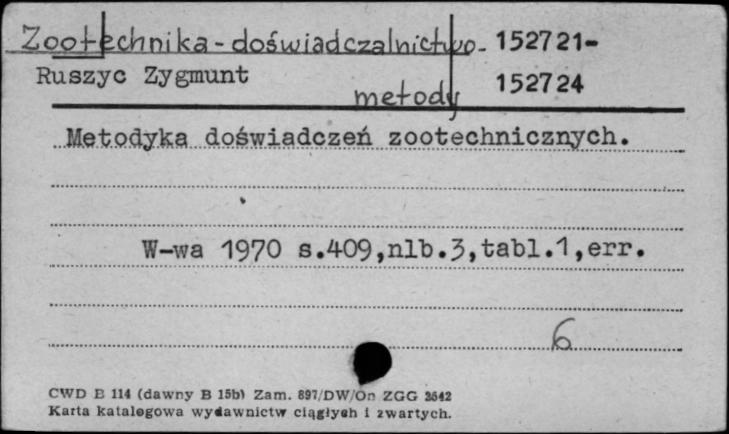 Zootechnika - doświadczalnictwo - 152721-
Ruszyc Zygmunt
metody 152724
Metodyka doświadczeń zootechnicznych.
W-wa 1970 s.409,nlb.3,tabl.1,err.
6
CWD B 114 (dawny B 15b) Zam. 897/DW/On ZGG 2642
Karta katalogowa wydawnictw ciągłych i zwartych.